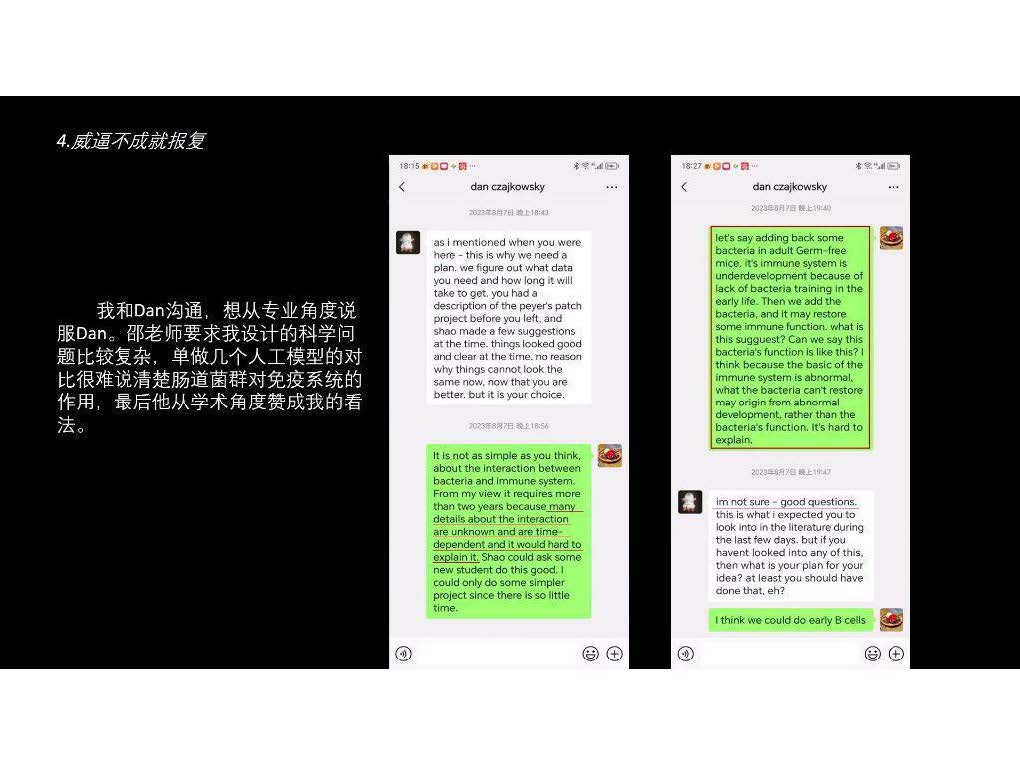 4.威逼不成就报复
我和Dan沟通，想从专业角度说
服Dan。邵老师要求我设计的科学问
题比较复杂，单做几个人工模型的对
比很难说清楚肠道菌群对免疫系统的
作用，最后他从学术角度赞成我的看
法。
18:15
dan czajkowsky
2023年8月7日 晚上18:43
as i mentioned when you were
here - this is why we need a
plan. we figure out what data
you need and how long it will
take to get. you had a
description of the peyer's patch
project before you left, and
shao made a few suggestions
at the time. things looked good
and clear at the time. no reason
why things cannot look the
same now, now that you are
better. but it is your choice.
2023年8月7日 晚上18:56
It is not as simple as you think,
about the interaction between
bacteria and immune system.
From my view it requires more
than two years because many
details about the interaction
are unknown and are time-
dependent and it would hard to
explain it. Shao could ask some
new student do this good. I
could only do some simpler
project since there is so little
time.
18:27
dan czajkowsky
2023年8月7日 晚上19:40
let's say adding back some
bacteria in adult Germ-free
mice. it's immune system is
underdevelopment because of
lack of bacteria training in the
early life. Then we add the
bacteria, and it may restore
some immune function. what is
this sugguest? Can we say this
bacteria's function is like this? I
think because the basic of the
immune system is abnormal,
what the bacteria can't restore
may origin from abnormal
development, rather than the
bacteria's function. It's hard to
explain.
2023年8月7日 晚上19:47
im not sure - good questions.
this is what i expected you to
look into in the literature during
the last few days. but if you
havent looked into any of this,
then what is your plan for your
idea? at least you should have
done that, eh?
I think we could do early B cells